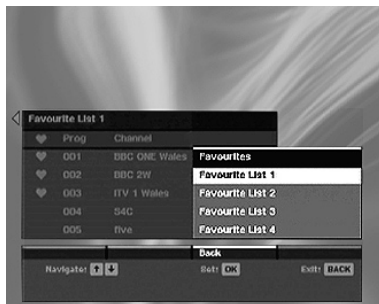 Favourite List 1
Prog Channel
001 BBC ONE Wales
002 BBC 2W
003 ITV 1 Wales
004 S4C
005 five
Favourites
Favourite List 1
Favourite List 2
Favourite List 3
Favourite List 4
Back
Navigate: Set: OK Exit: BACK